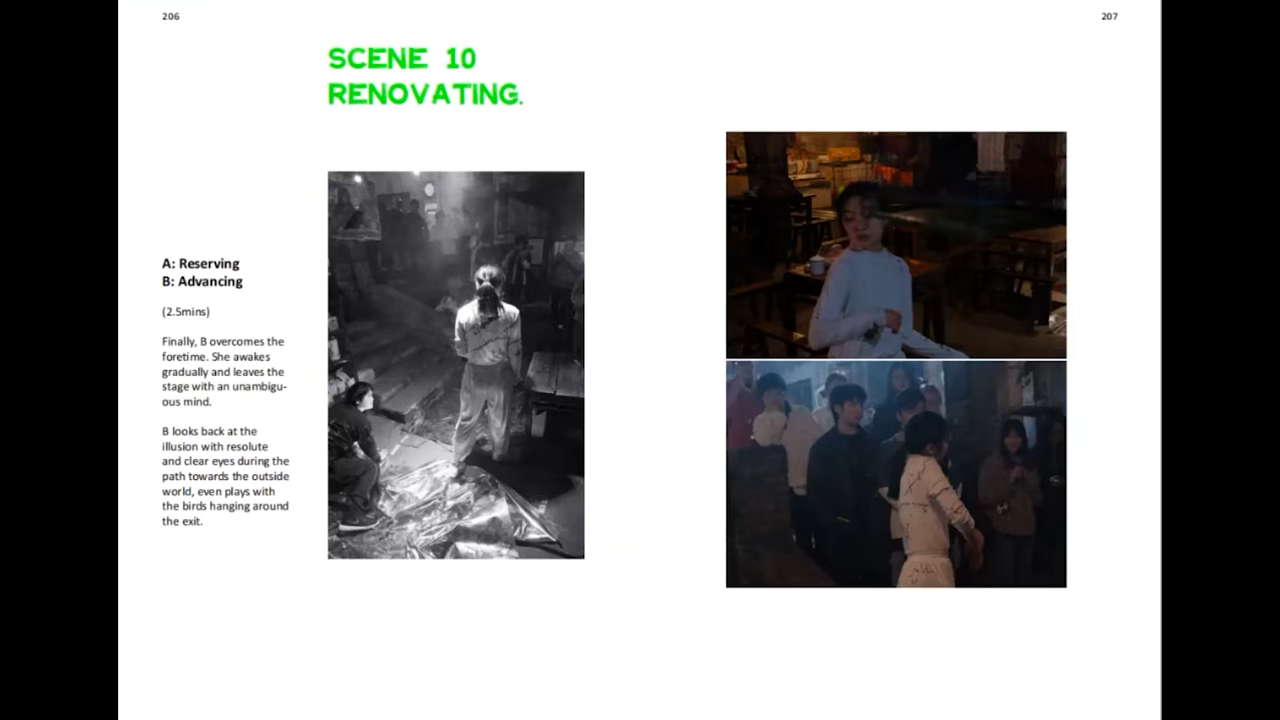 206
207
SCENE 10
RENOVATING.
A: Reserving
B: Advancing
(2.5mins)
Finally, B overcomes the
foretime. She awakes
gradually and leaves the
stage with an unambigu-
ous mind.
B looks back at the
illusion with resolute
and clear eyes during the
path towards the outside
world, even plays with
the birds hanging around
the exit.